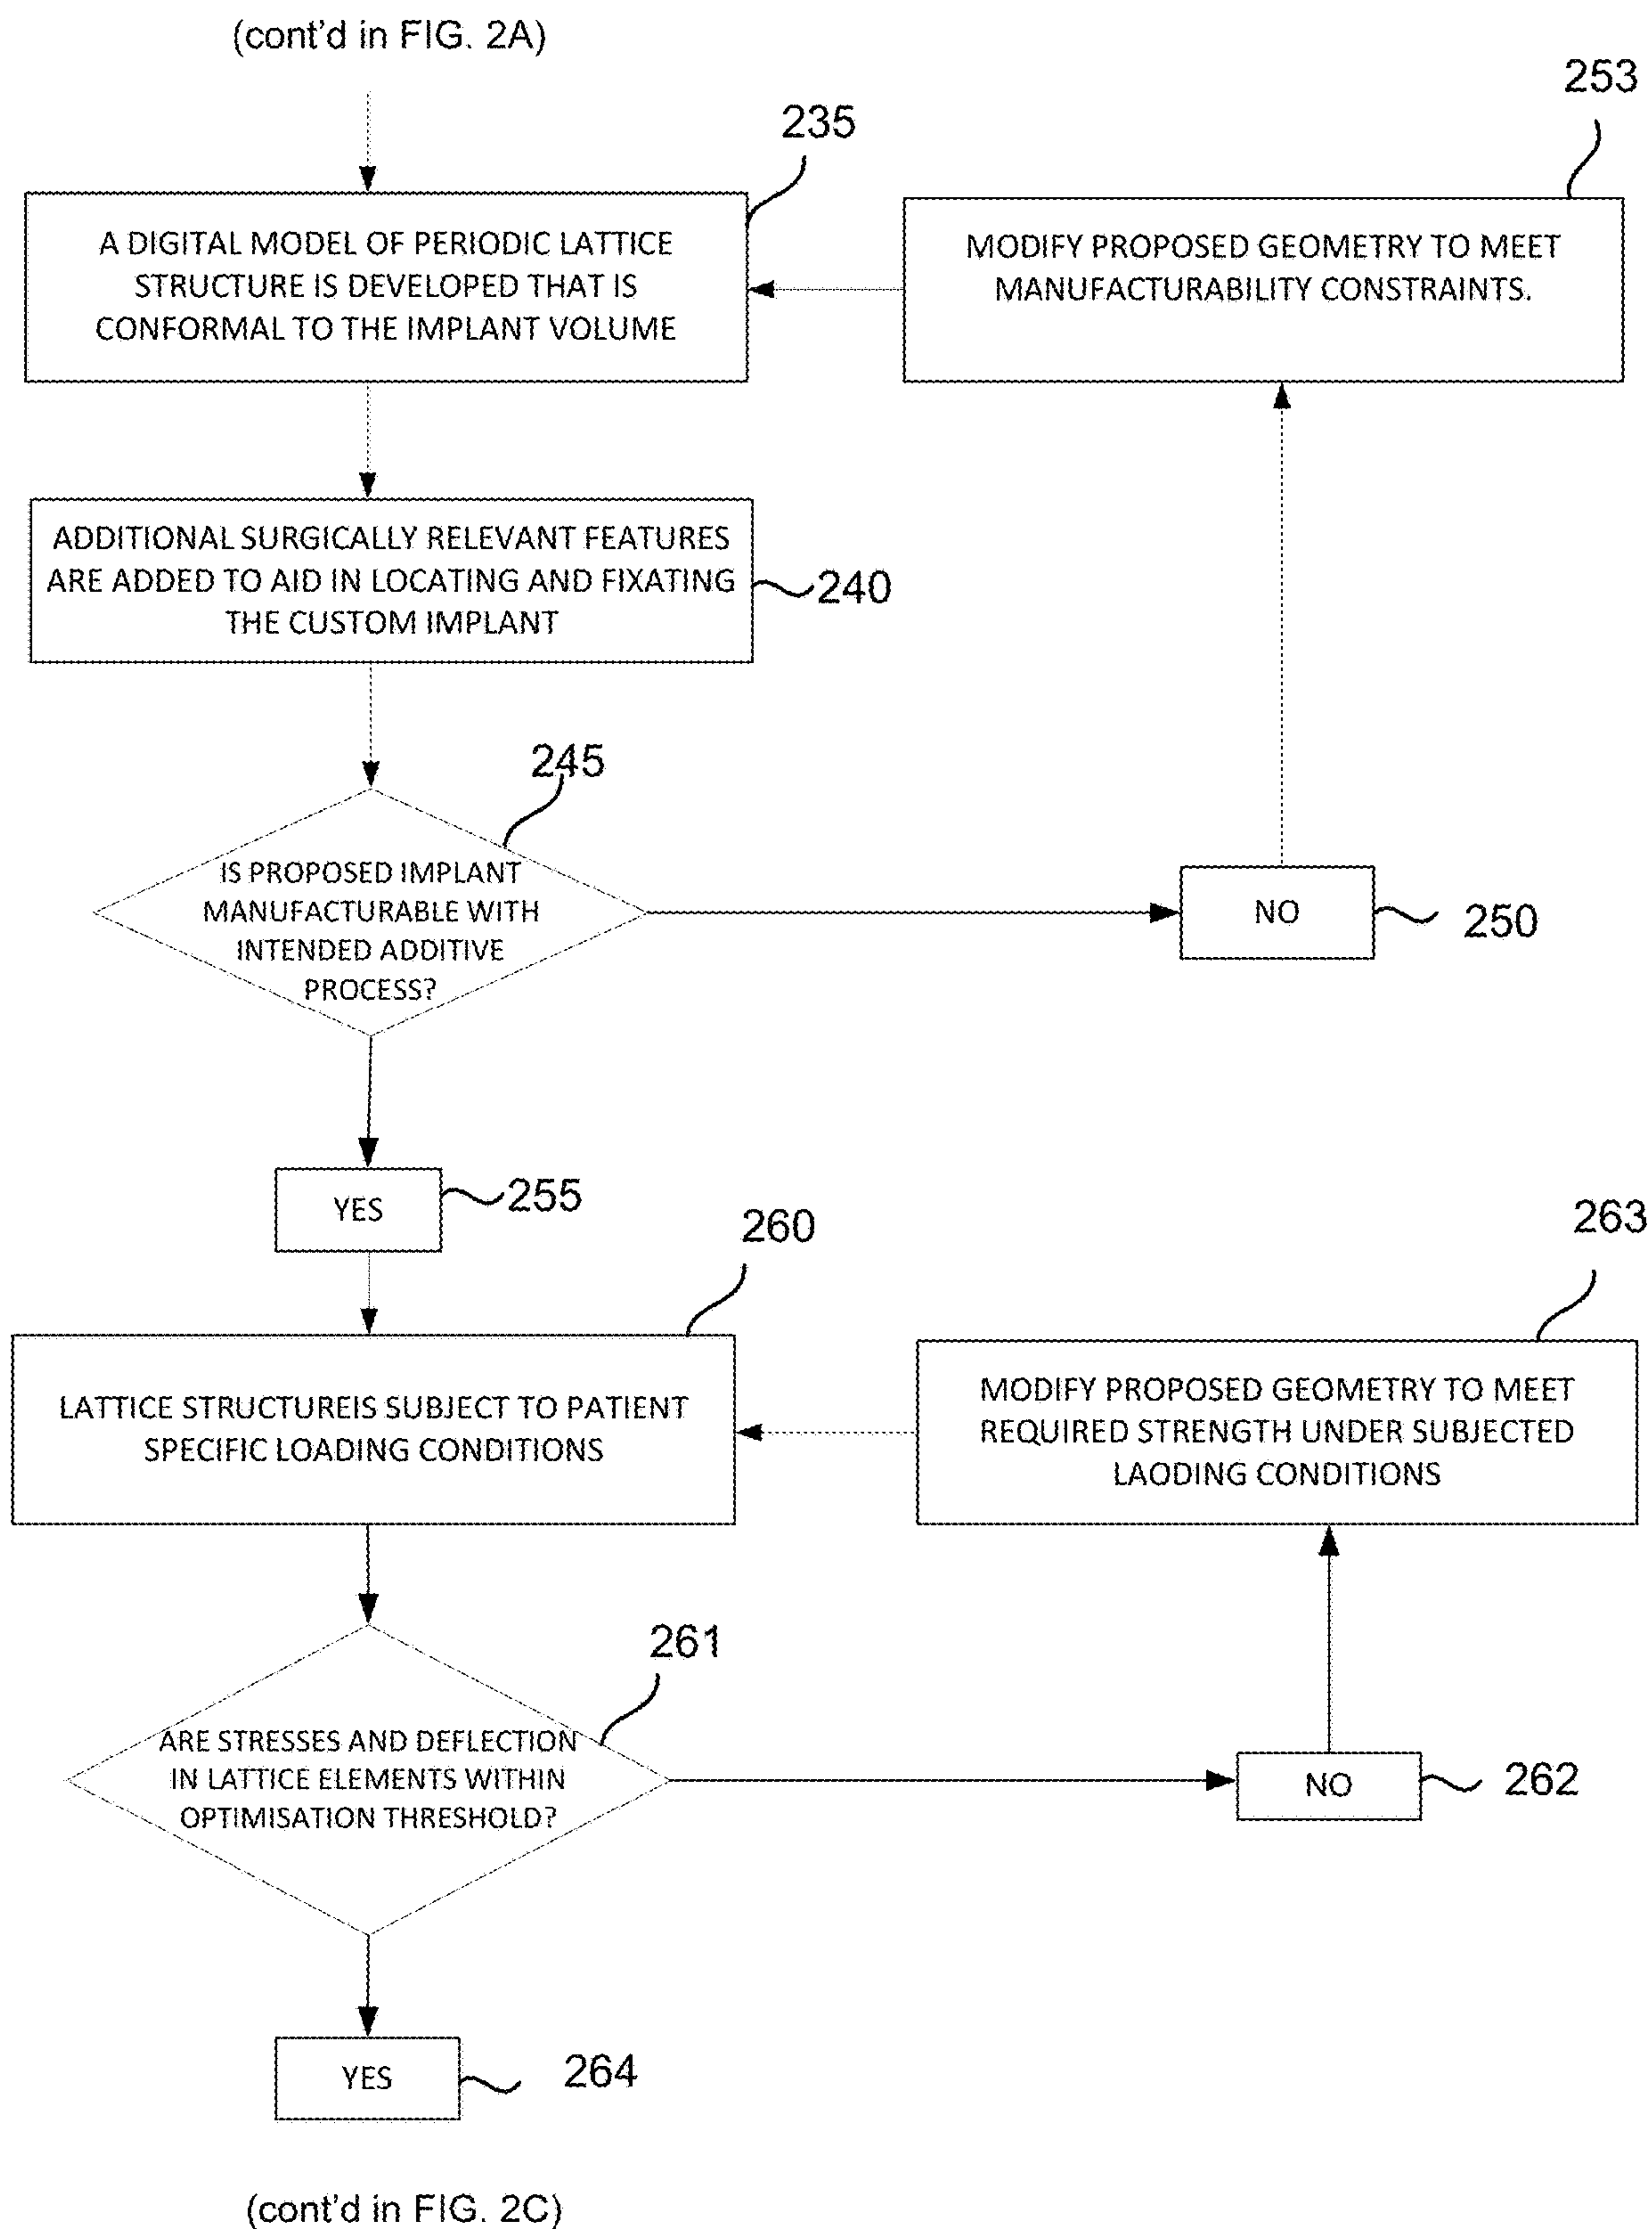 (cont'd in FIG. 2A)
253
235
A DIGITAL MODEL OF PERIODIC LATTICE
STRUCTURE IS DEVELOPED THAT IS
CONFORMAL TO THE IMPLANT VOLUME
MODIFY PROPOSED GEOMETRY TO MEET
MANUFACTURABILITY CONSTRAINTS.
ADDITIONAL SURGICALLY RELEVANT FEATURES
ARE ADDED TO AID IN LOCATING AND FIXATING
THE CUSTOM IMPLANT
240
245
IS PROPOSED IMPLANT
MANUFACTURABLE WITH
INTENDED ADDITIVE
PROCESS?
NO
250
YES
255
260
263
LATTICE STRUCTUREIS SUBJECT TO PATIENT
SPECIFIC LOADING CONDITIONS
MODIFY PROPOSED GEOMETRY TO MEET
REQUIRED STRENGTH UNDER SUBJECTED
LAODING CONDITIONS
261
ARE STRESSES AND DEFLECTION
IN LATTICE ELEMENTS WITHIN
OPTIMISATION THRESHOLD?
NO
262
YES
264
(cont'd in FIG. 2C)